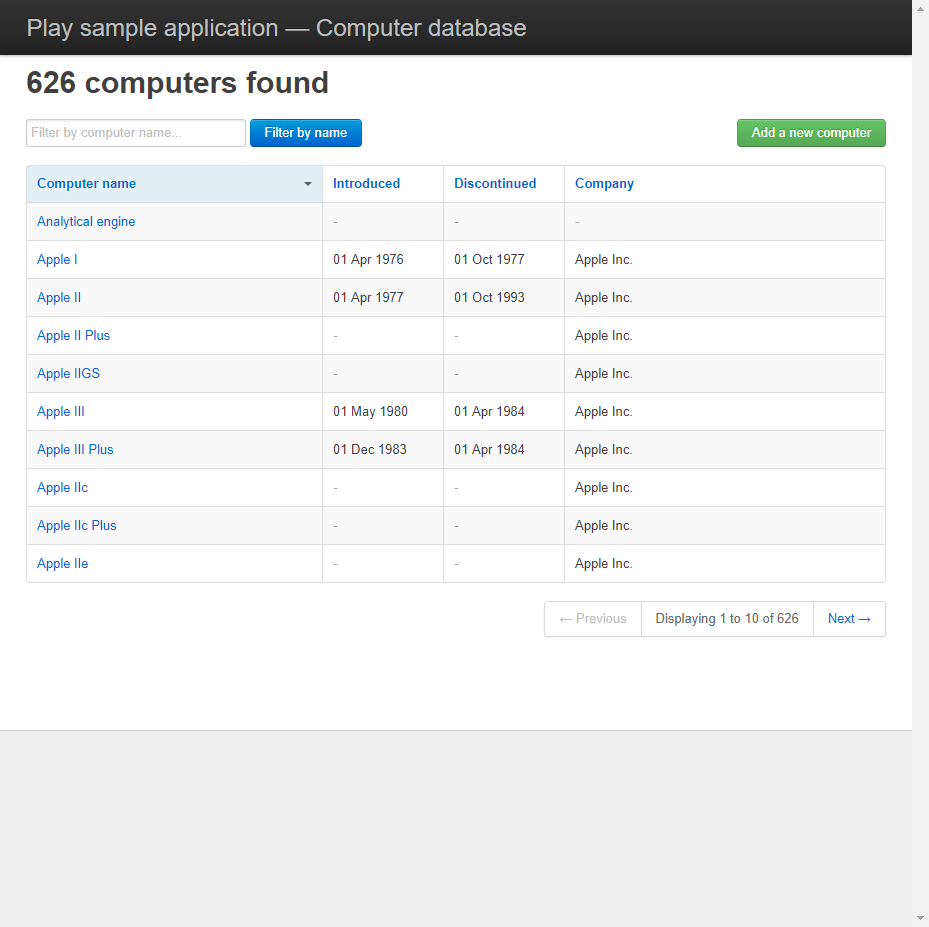 Play sample application — Computer database
626 computers found
Filter by computer name... Filter by name Add a new computer
Computer name Introduced Discontinued Company
Analytical engine - - -
Apple I 01 Apr 1976 01 Oct 1977 Apple Inc.
Apple II 01 Apr 1977 01 Oct 1993 Apple Inc.
Apple II Plus - - Apple Inc.
Apple IIGS - - Apple Inc.
Apple III 01 May 1980 01 Apr 1984 Apple Inc.
Apple III Plus 01 Dec 1983 01 Apr 1984 Apple Inc.
Apple IIc - - Apple Inc.
Apple IIc Plus - - Apple Inc.
Apple IIe - - Apple Inc.
← Previous Displaying 1 to 10 of 626 Next →